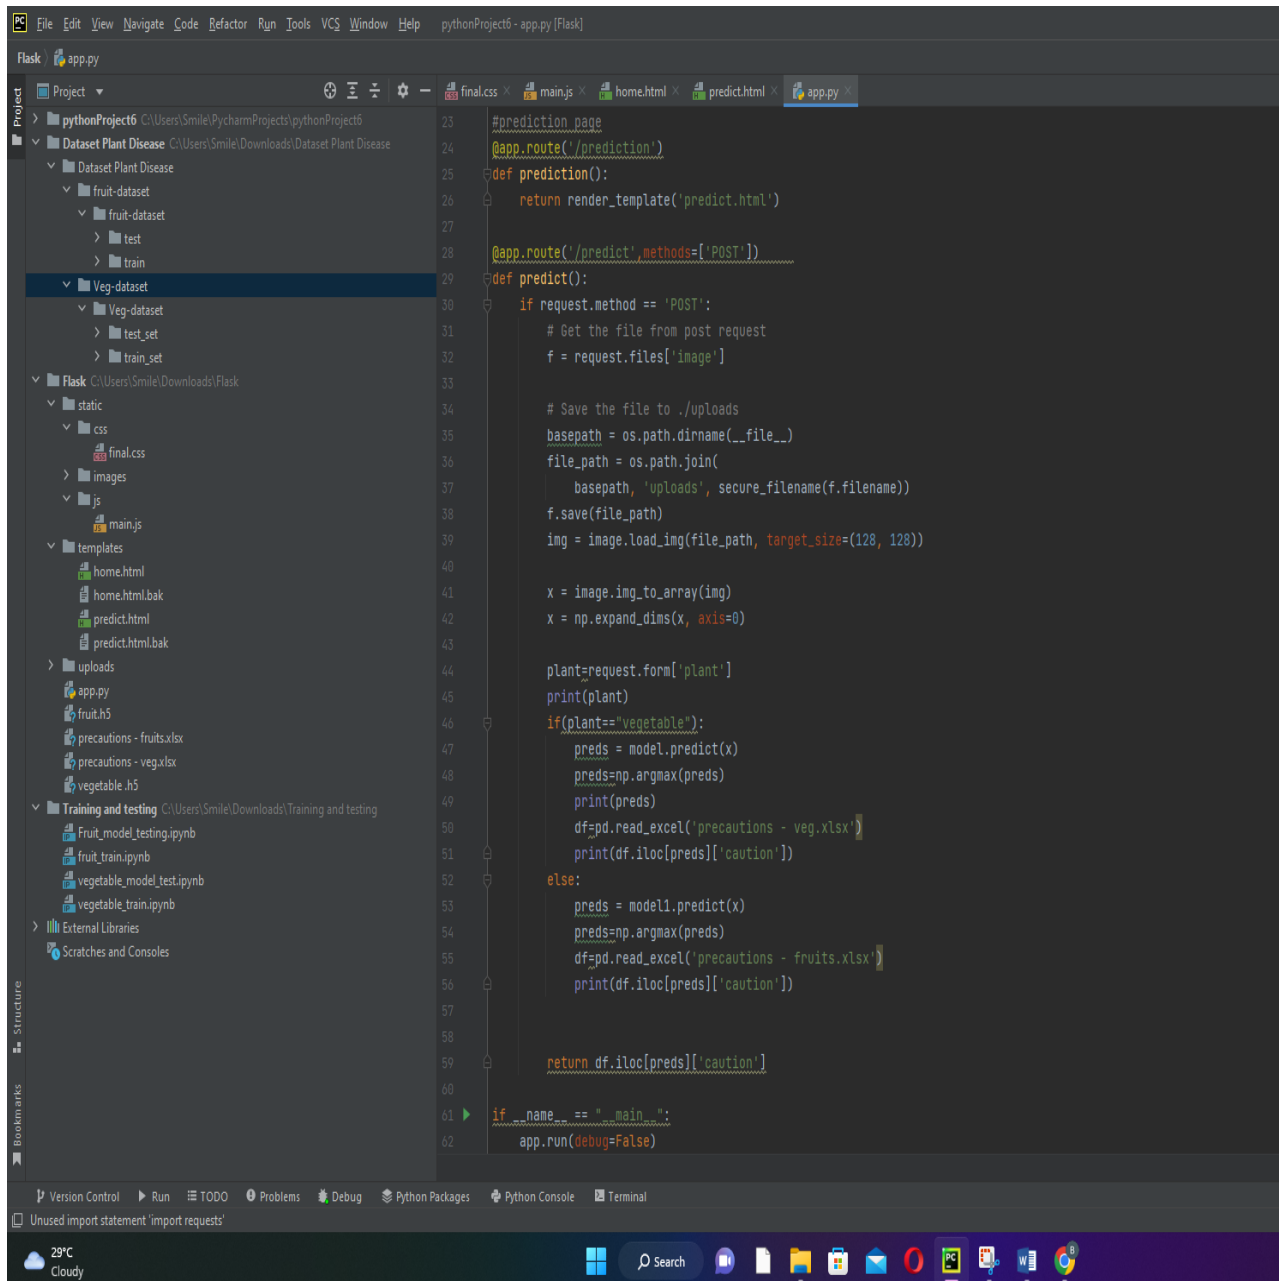 PC File Edit View Navigate Code Refactor Run Tools VCS Window Help pythonProject6 - app.py [Flask]
Flask app.py
Project
Project
final.css
main.js
home.html
predict.html
app.py
pythonProject6 C:\Users\Smile\PycharmProjects\pythonProject6
Dataset Plant Disease C:\Users\Smile\Downloads\Dataset Plant Disease
Dataset Plant Disease
fruit-dataset
fruit-dataset
test
train
Veg-dataset
Veg-dataset
test_set
train_set
Flask C:\Users\Smile\Downloads\Flask
static
css
final.css
images
js
main.js
templates
home.html
home.html.bak
predict.html
predict.html.bak
uploads
app.py
fruit.h5
precautions - fruits.xlsx
precautions - veg.xlsx
vegetable .h5
Training and testing C:\Users\Smile\Downloads\Training and testing
Fruit_model_testing.ipynb
fruit_train.ipynb
vegetable_model_test.ipynb
vegetable_train.ipynb
External Libraries
Scratches and Consoles
Structure
Bookmarks
23 #prediction page
24 @app.route('/prediction')
25 def prediction():
26 return render_template('predict.html')
27
28 @app.route('/predict',methods=['POST'])
29 def predict():
30 if request.method == 'POST':
31 # Get the file from post request
32 f = request.files['image']
33
34 # Save the file to ./uploads
35 basepath = os.path.dirname(__file__)
36 file_path = os.path.join(
37 basepath, 'uploads', secure_filename(f.filename))
38 f.save(file_path)
39 img = image.load_img(file_path, target_size=(128, 128))
40
41 x = image.img_to_array(img)
42 x = np.expand_dims(x, axis=0)
43
44 plant=request.form['plant']
45 print(plant)
46 if(plant=="vegetable"):
47 preds = model.predict(x)
48 preds=np.argmax(preds)
49 print(preds)
50 df=pd.read_excel('precautions - veg.xlsx')
51 print(df.iloc[preds]['caution'])
52 else:
53 preds = model1.predict(x)
54 preds=np.argmax(preds)
55 df=pd.read_excel('precautions - fruits.xlsx')
56 print(df.iloc[preds]['caution'])
57
58
59 return df.iloc[preds]['caution']
60
61 if __name__ == "__main__":
62 app.run(debug=False)
Version Control Run TODO Problems Debug Python Packages Python Console Terminal
Unused import statement 'import requests'
29°C
Cloudy
Search
PC
W
B